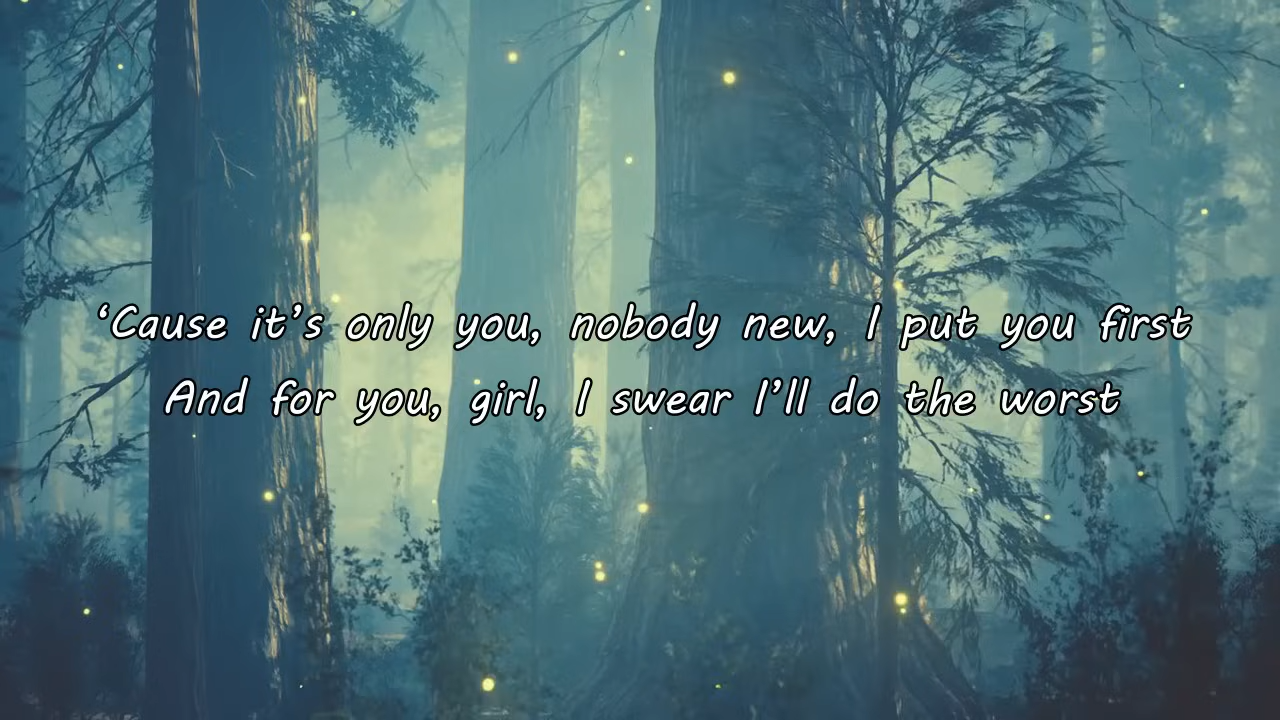 ‘Cause it’s only you, nobody new, I put you first
And for you, girl, I swear I’ll do the worst